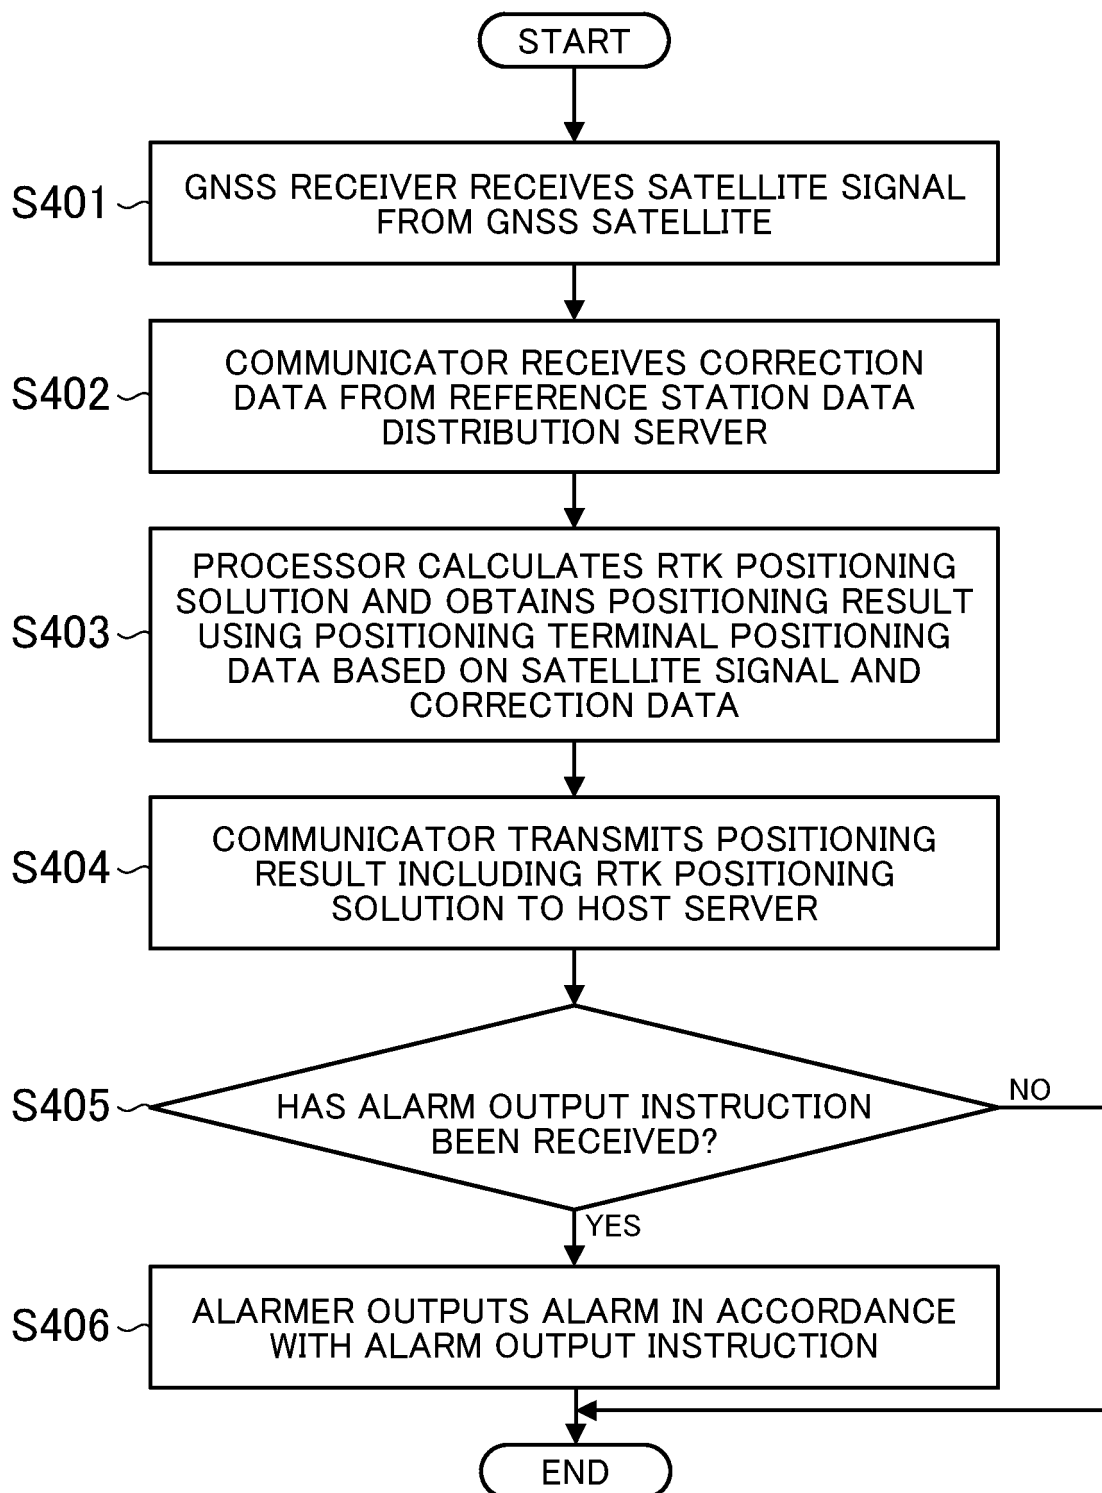 START
S401
GNSS RECEIVER RECEIVES SATELLITE SIGNAL
FROM GNSS SATELLITE
S402
COMMUNICATOR RECEIVES CORRECTION
DATA FROM REFERENCE STATION DATA
DISTRIBUTION SERVER
S403
PROCESSOR CALCULATES RTK POSITIONING
SOLUTION AND OBTAINS POSITIONING RESULT
USING POSITIONING TERMINAL POSITIONING
DATA BASED ON SATELLITE SIGNAL AND
CORRECTION DATA
S404
COMMUNICATOR TRANSMITS POSITIONING
RESULT INCLUDING RTK POSITIONING
SOLUTION TO HOST SERVER
S405
HAS ALARM OUTPUT INSTRUCTION
BEEN RECEIVED?
NO
YES
S406
ALARMER OUTPUTS ALARM IN ACCORDANCE
WITH ALARM OUTPUT INSTRUCTION
END